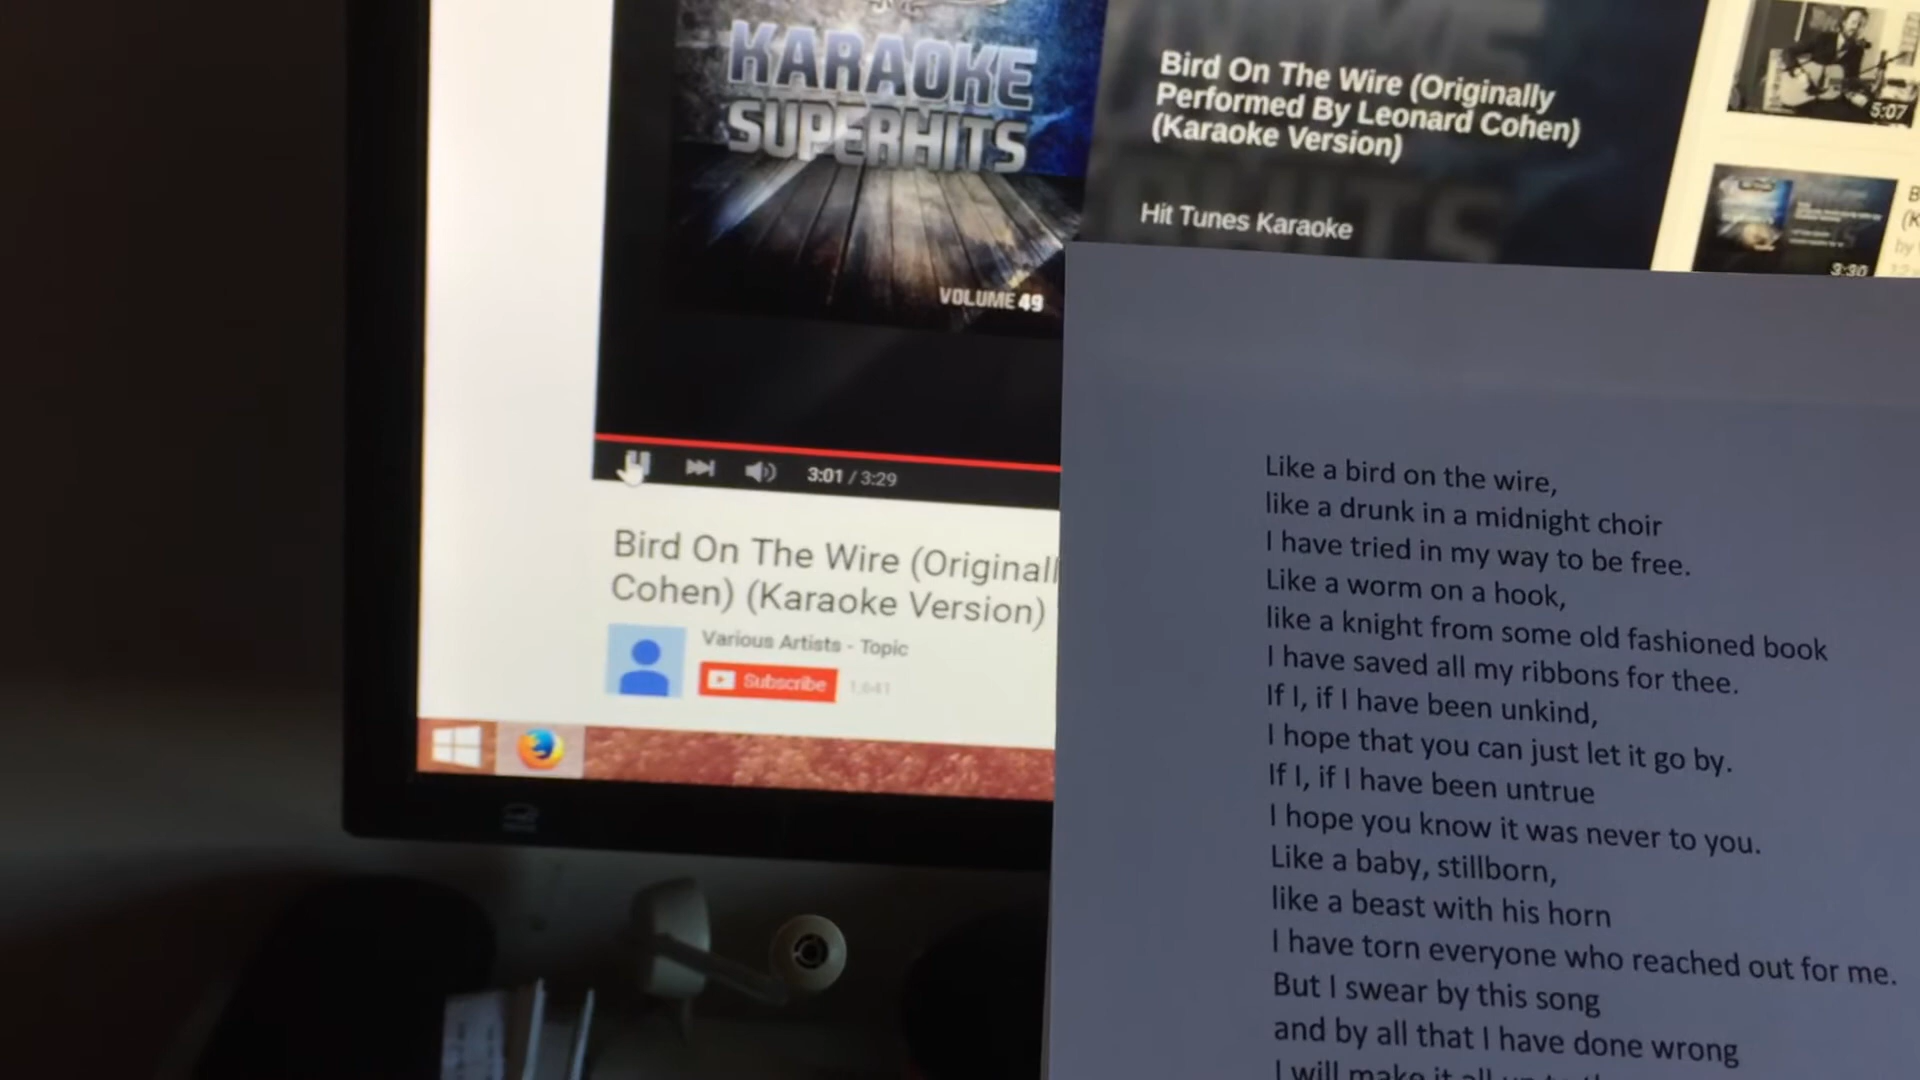 KARAOKE
SUPERHITS
VOLUME 49
Bird On The Wire (Originally
Performed By Leonard Cohen)
(Karaoke Version)
Hit Tunes Karaoke
5:07
3:30
3:01 / 3:29
Bird On The Wire (Originall
Cohen) (Karaoke Version)
Various Artists - Topic
Subscribe
1,641
Like a bird on the wire,
like a drunk in a midnight choir
I have tried in my way to be free.
Like a worm on a hook,
like a knight from some old fashioned book
I have saved all my ribbons for thee.
If I, if I have been unkind,
I hope that you can just let it go by.
If I, if I have been untrue
I hope you know it was never to you.
Like a baby, stillborn,
like a beast with his horn
I have torn everyone who reached out for me.
But I swear by this song
and by all that I have done wrong
I will make it all